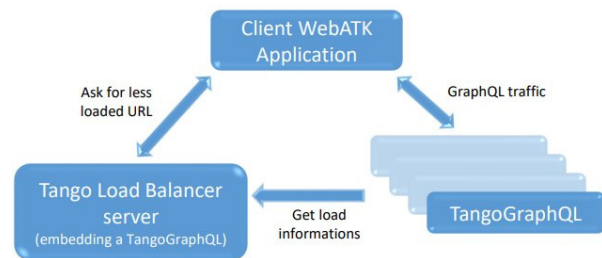 Client WebATK
Application
Ask for less
loaded URL
GraphQL traffic
Tango Load Balancer
server
(embedding a TangoGraphQL)
Get load
informations
TangoGraphQL